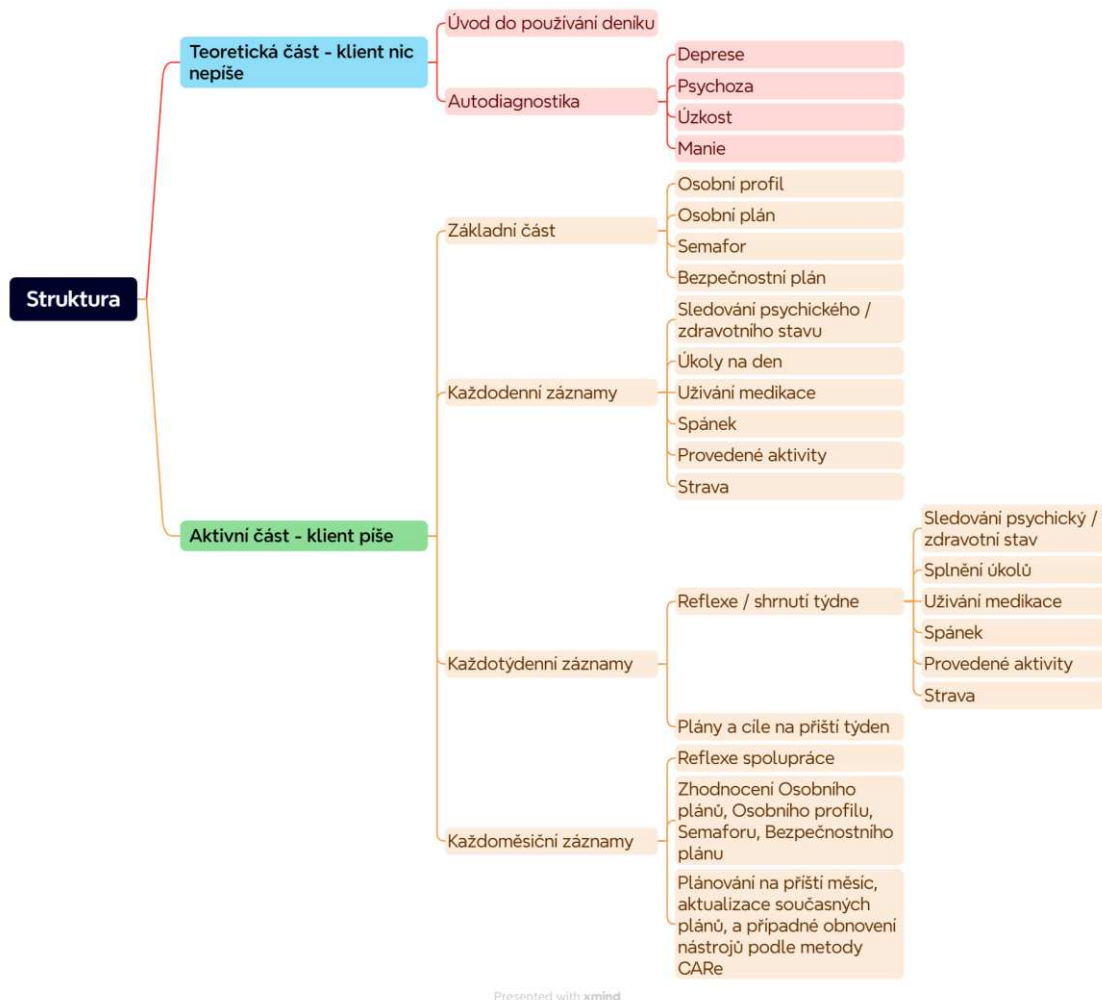 Struktura
Teoretická část - klient nic
nepíše
Úvod do používání deníku
Autodiagnostika
Deprese
Psychoza
Úzkost
Manie
Aktivní část - klient píše
Základní část
Osobní profil
Osobní plán
Semafor
Bezpečnostní plán
Každodenní záznamy
Sledování psychického /
zdravotního stavu
Úkoly na den
Užívání medikace
Spánek
Provedené aktivity
Strava
Každotýdenní záznamy
Reflexe / shrnutí týdne
Sledování psychický /
zdravotní stav
Splnění úkolů
Užívání medikace
Spánek
Provedené aktivity
Strava
Plány a cíle na příští týden
Každoměsiční záznamy
Reflexe spolupráce
Zhodnocení Osobního
plánů, Osobního profilu,
Semaforu, Bezpečnostního
plánu
Plánování na příští měsíc,
aktualizace současných
plánů, a případné obnovení
nástrojů podle metody
CARe
Presented with xmind